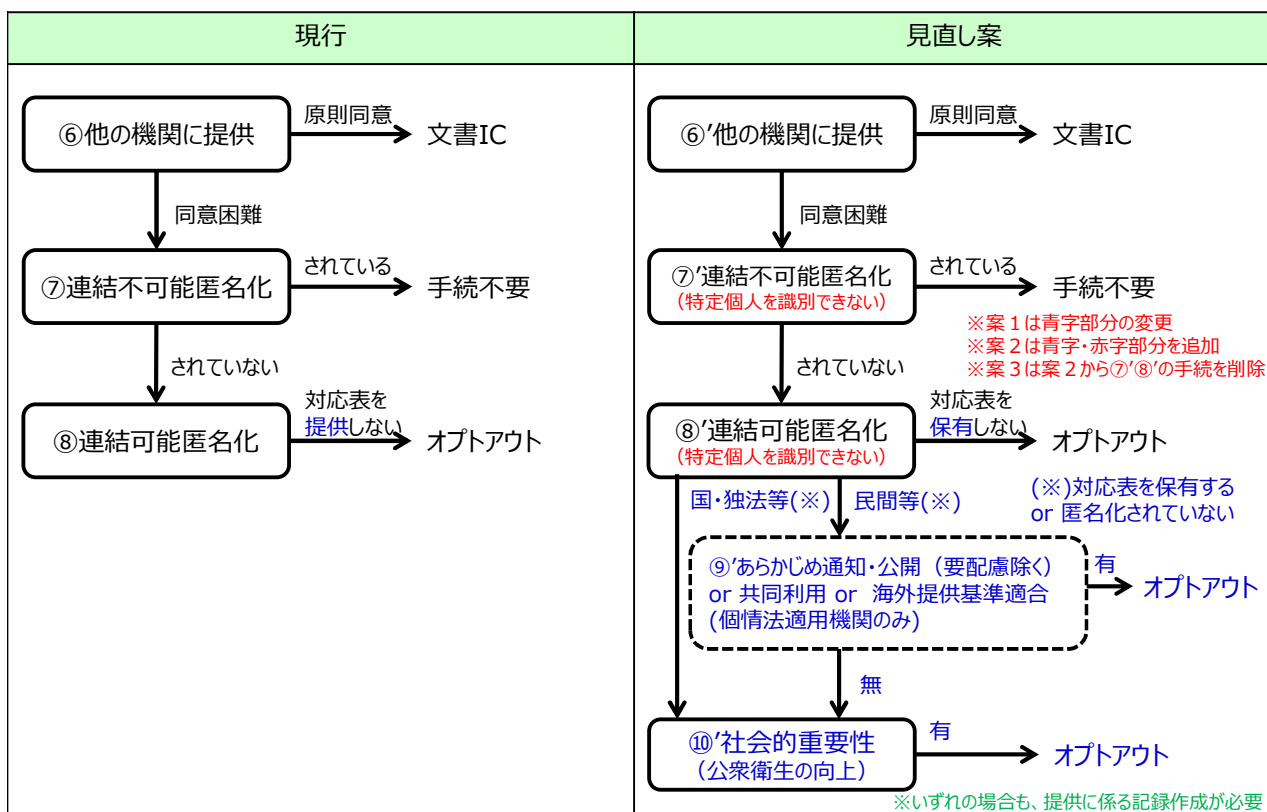 現行
⑥他の機関に提供
原則同意
文書IC
同意困難
⑦連結不可能匿名化
されている
手続不要
されていない
⑧連結可能匿名化
対応表を
提供しない
オプトアウト
見直し案
⑥’他の機関に提供
原則同意
文書IC
同意困難
⑦’連結不可能匿名化
(特定個人を識別できない)
されている
手続不要
※案1は青字部分の変更
※案2は青字・赤字部分を追加
※案3は案2から⑦’⑧’の手続を削除
されていない
⑧’連結可能匿名化
(特定個人を識別できない)
対応表を
保有しない
オプトアウト
国・独法等(※)
民間等(※)
(※)対応表を保有する
or 匿名化されていない
⑨’あらかじめ通知・公開（要配慮除く）
or 共同利用 or 海外提供基準適合
(個情法適用機関のみ)
有
オプトアウト
無
⑩’社会的重要性
（公衆衛生の向上）
有
オプトアウト
※いずれの場合も、提供に係る記録作成が必要